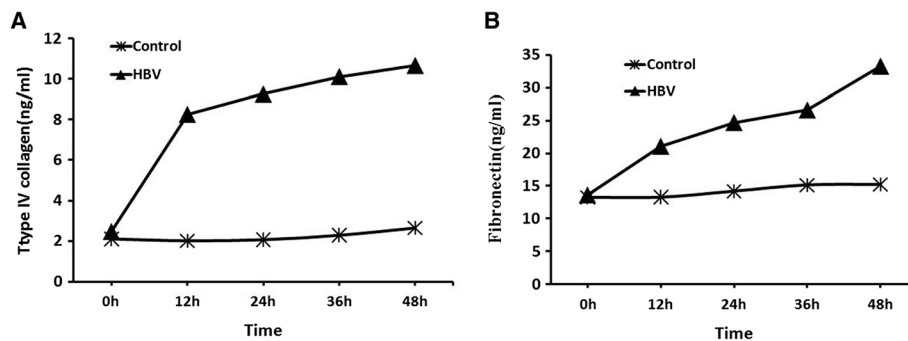 A
12
10
8
6
4
2
0
Ttype IV collagen(ng/ml)
Control
HBV
0h 12h 24h 36h 48h
Time
B
35
30
25
20
15
10
5
0
Fibronectin(ng/ml)
Control
HBV
0h 12h 24h 36h 48h
Time